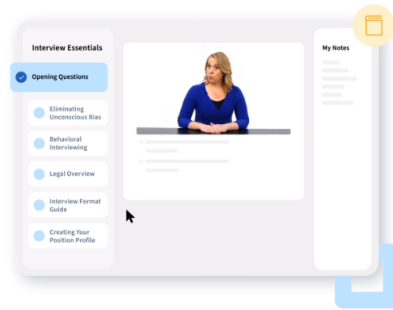 Interview Essentials
Opening Questions
Eliminating
Unconscious Bias
Behavioral
Interviewing
Legal Overview
Interview Format
Guide
Creating Your
Position Profile
My Notes